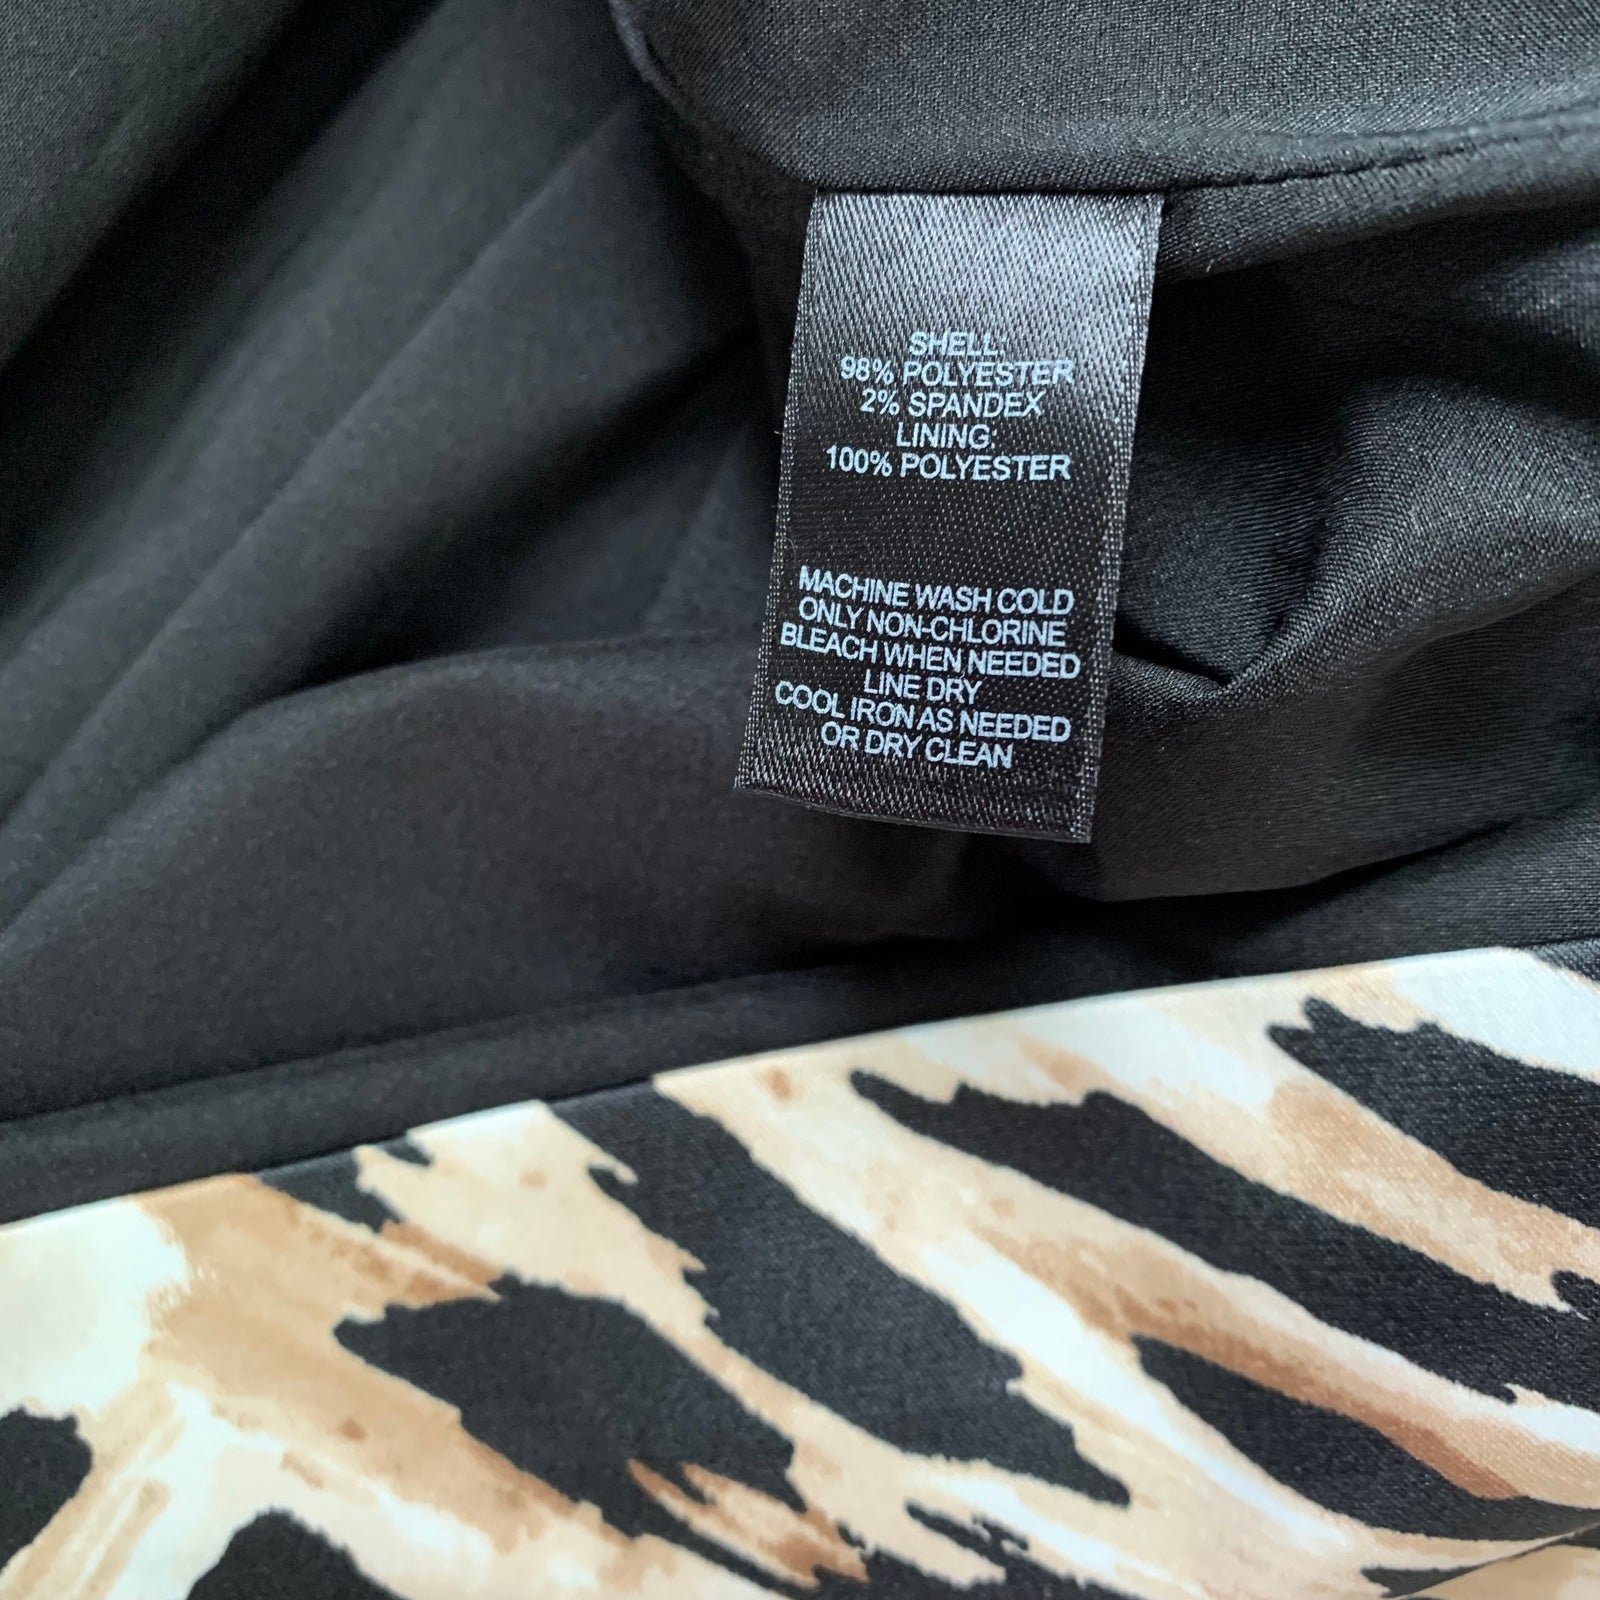 SHELL:
98% POLYESTER
2% SPANDEX
LINING:
100% POLYESTER
MACHINE WASH COLD
ONLY NON-CHLORINE
BLEACH WHEN NEEDED
LINE DRY
COOL IRON AS NEEDED
OR DRY CLEAN